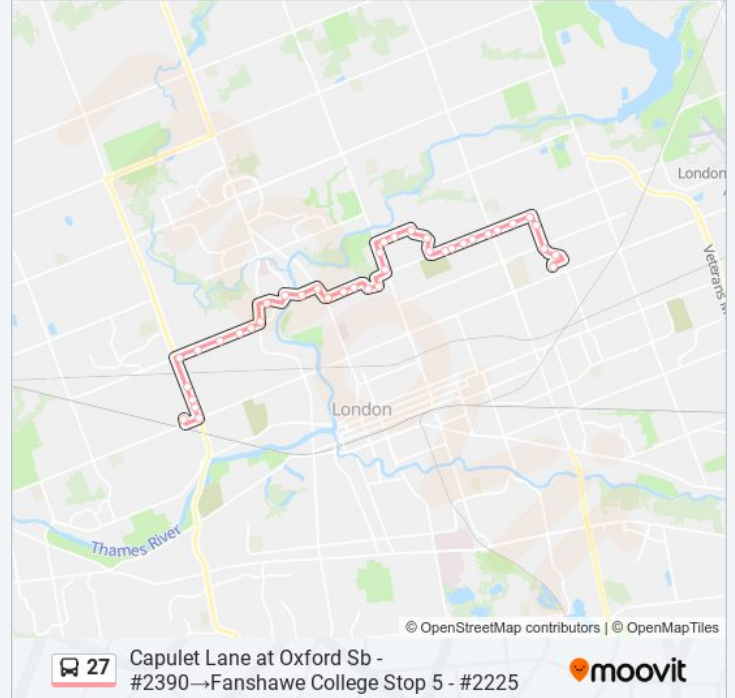 London
Veterans M
London
Thames River
© OpenStreetMap contributors | © OpenMapTiles
27
Capulet Lane at Oxford Sb -
#2390→Fanshawe College Stop 5 - #2225
moovit